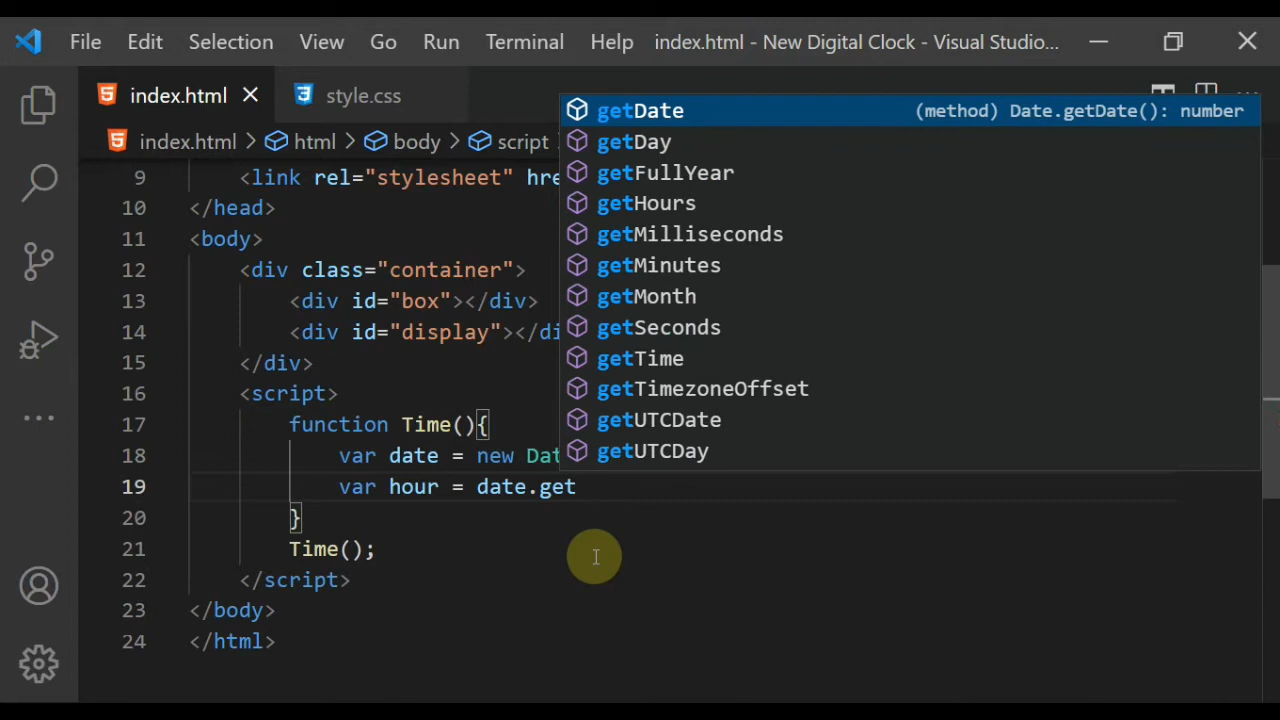 File Edit Selection View Go Run Terminal Help index.html - New Digital Clock - Visual Studio...
index.html style.css
index.html > html > body > script
getDate (method) Date.getDate(): number
getDay
getFullYear
getHours
getMilliseconds
getMinutes
getMonth
getSeconds
getTime
getTimezoneOffset
getUTCDate
getUTCDay
9 <link rel="stylesheet" hre
10 </head>
11 <body>
12 <div class="container">
13 <div id="box"></div>
14 <div id="display"></di
15 </div>
16 <script>
17 function Time(){
18 var date = new Dat
19 var hour = date.get
20 }
21 Time();
22 </script>
23 </body>
24 </html>